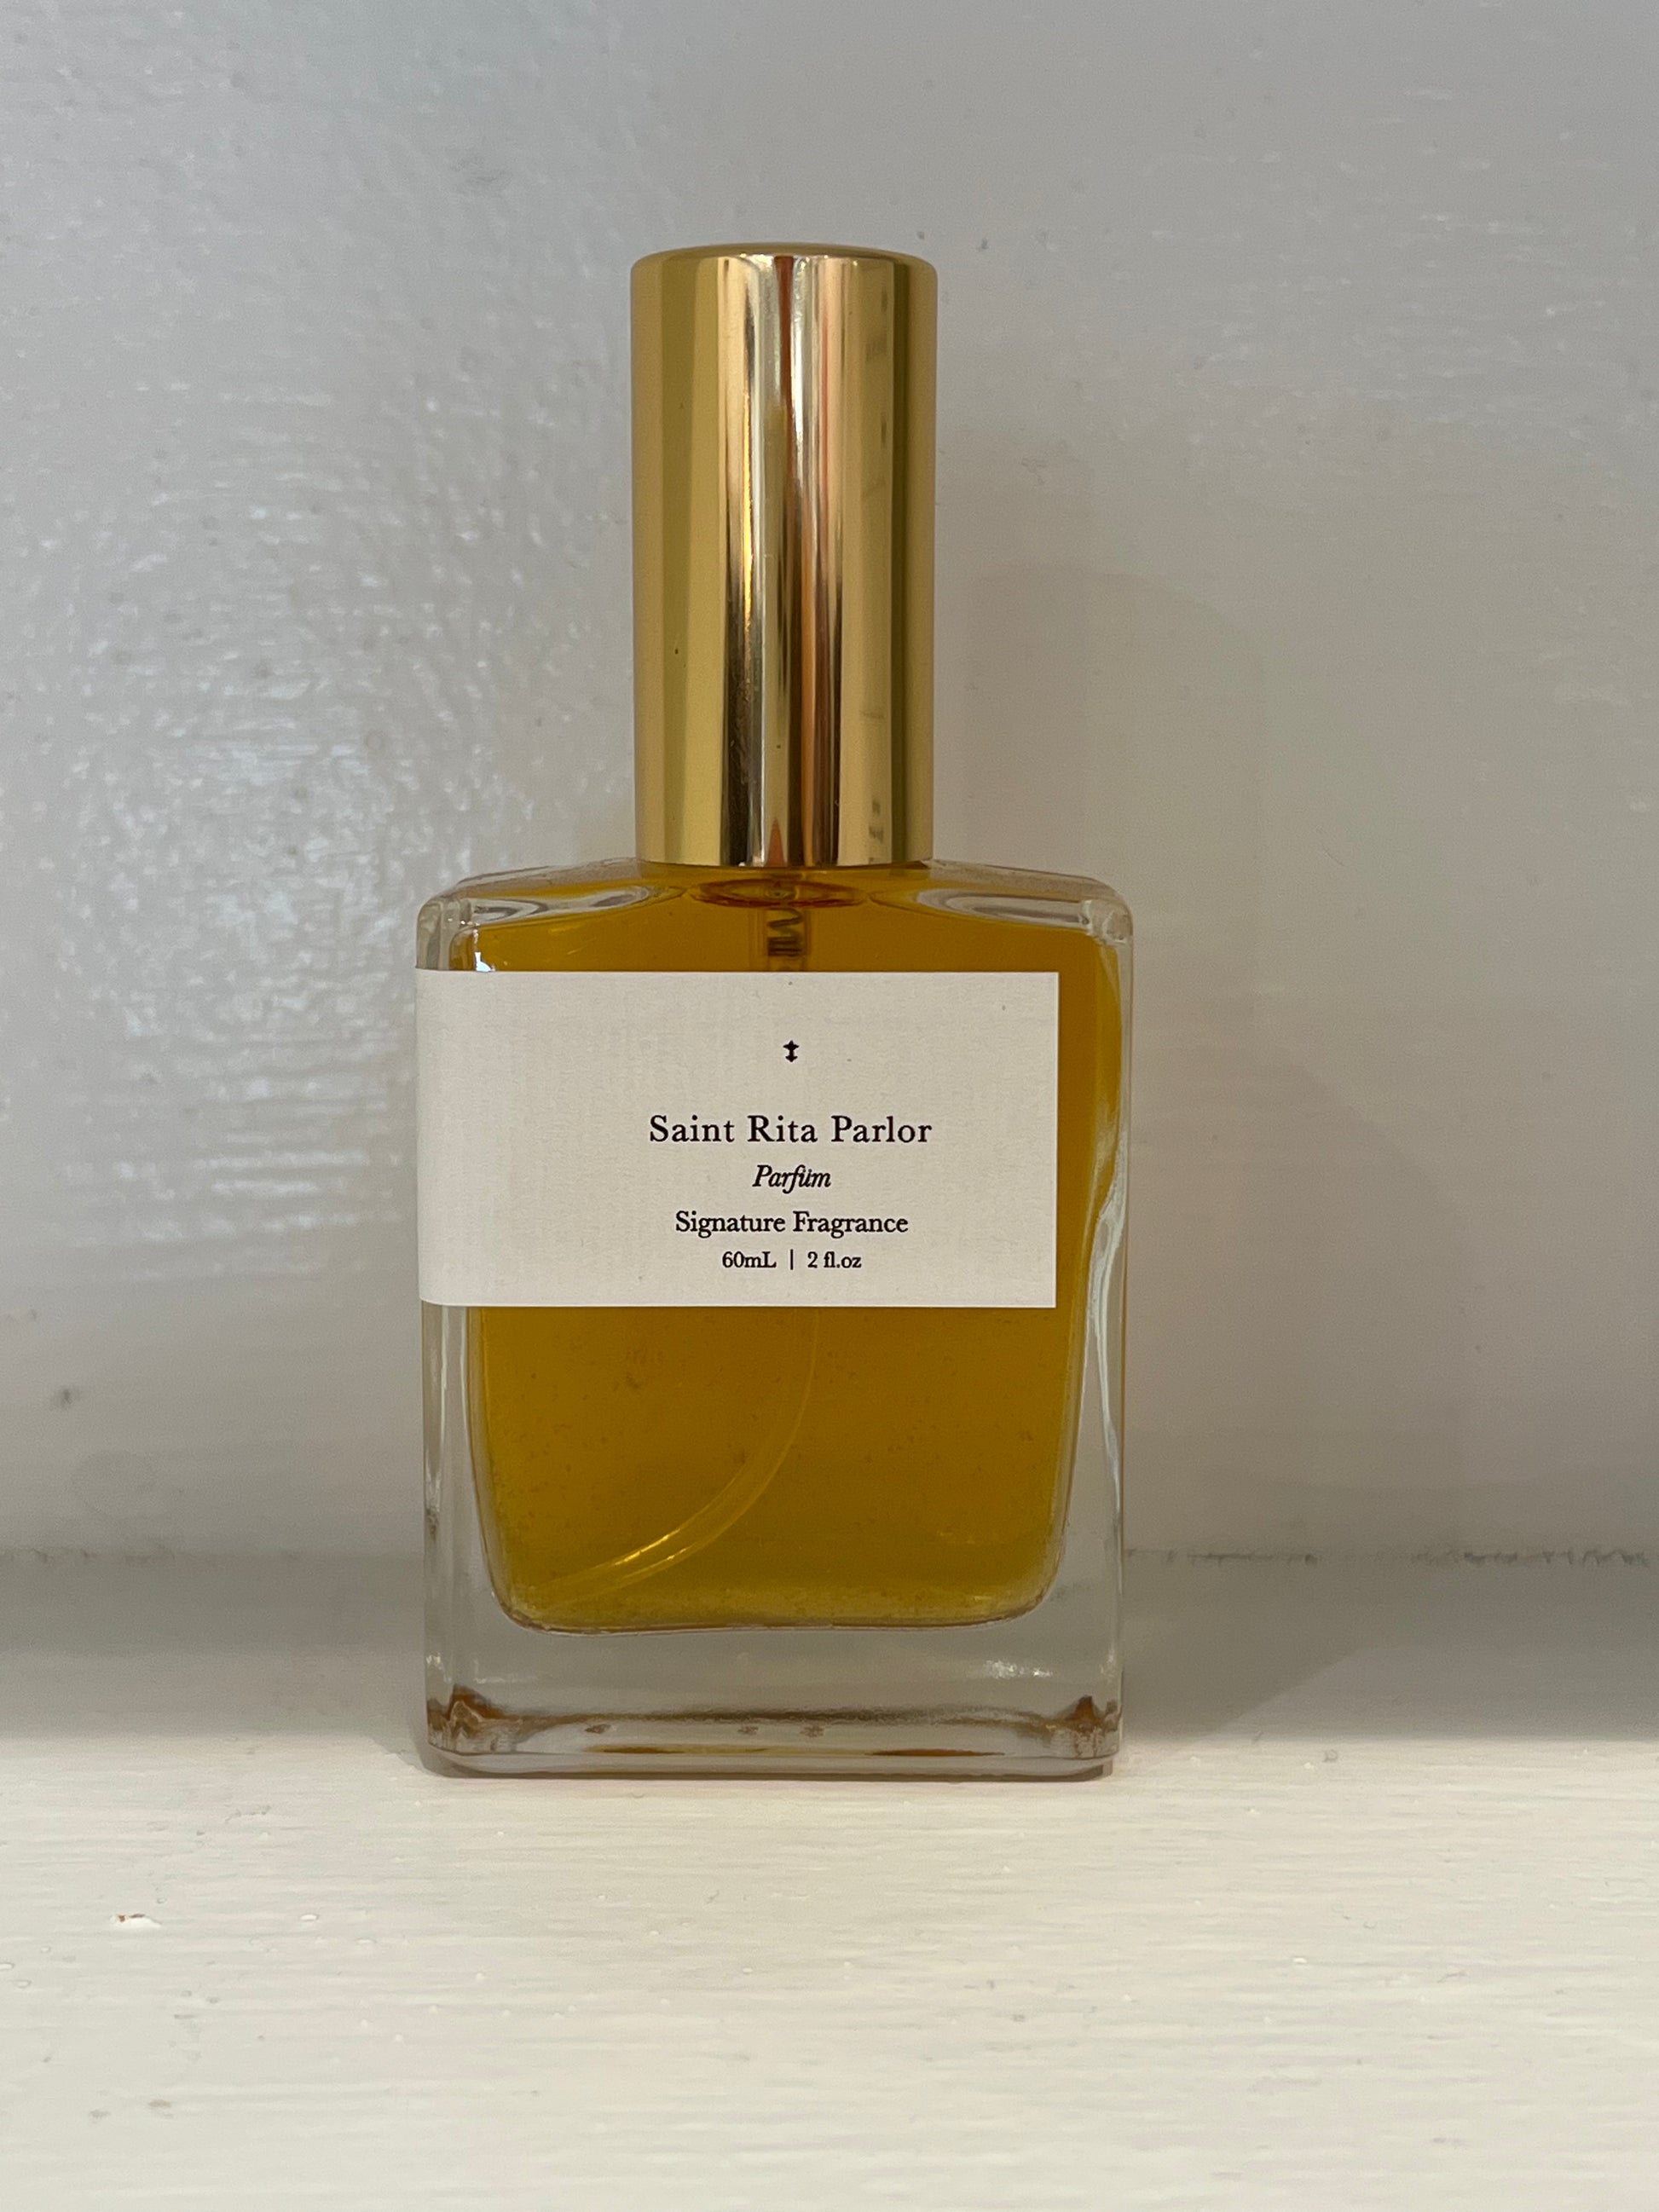 Saint Rita Parlor
Parfüm
Signature Fragrance
60mL | 2 fl.oz